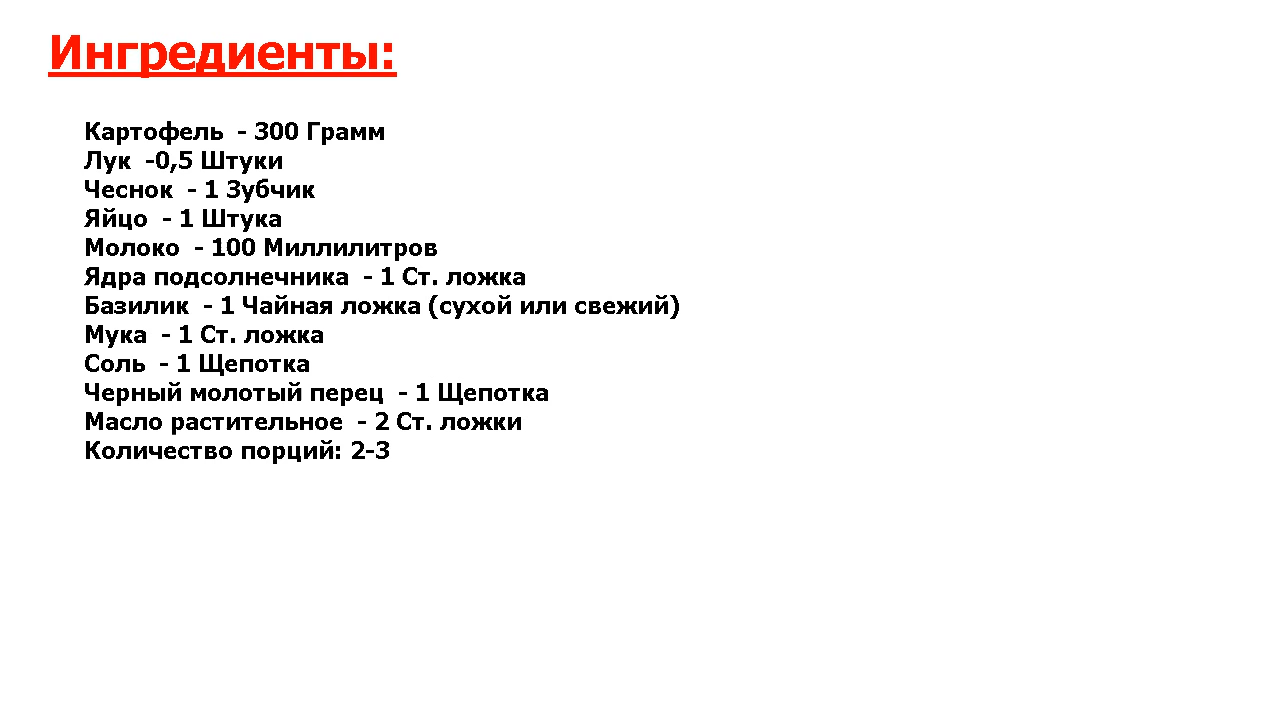 Ингредиенты:
Картофель  - 300 Грамм
Лук  -0,5 Штуки
Чеснок  - 1 Зубчик
Яйцо  - 1 Штука
Молоко  - 100 Миллилитров
Ядра подсолнечника  - 1 Ст. ложка
Базилик  - 1 Чайная ложка (сухой или свежий)
Мука  - 1 Ст. ложка
Соль  - 1 Щепотка
Черный молотый перец  - 1 Щепотка
Масло растительное  - 2 Ст. ложки
Количество порций: 2-3